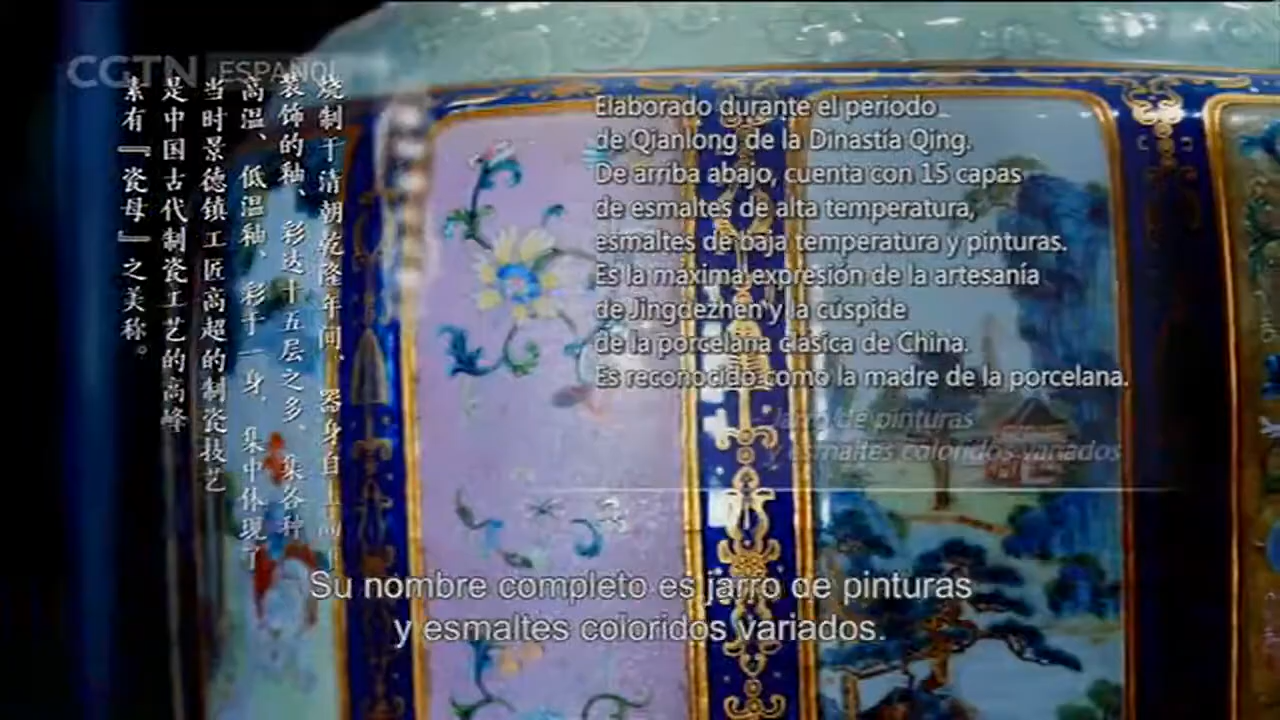 CGTN ESPAÑOL
烧制于清朝乾隆年间、器身自上而下
装饰的釉、彩达十五层之多、集各种
高温、低温釉、彩于一身，集中体现了
当时景德镇工匠高超的制瓷技艺
是中国古代制瓷工艺的高峰
素有『瓷母』之美称。
Elaborado durante el periodo
de Qianlong de la Dinastía Qing.
De arriba abajo, cuenta con 15 capas
de esmaltes de alta temperatura,
esmaltes de baja temperatura y pinturas.
Es la máxima expresión de la artesanía
de Jingdezhen y la cúspide
de la porcelana clásica de China.
Es reconocido como la madre de la porcelana.
Jarro de pinturas
y esmaltes coloridos variados
Su nombre completo es jarro de pinturas
y esmaltes coloridos variados.